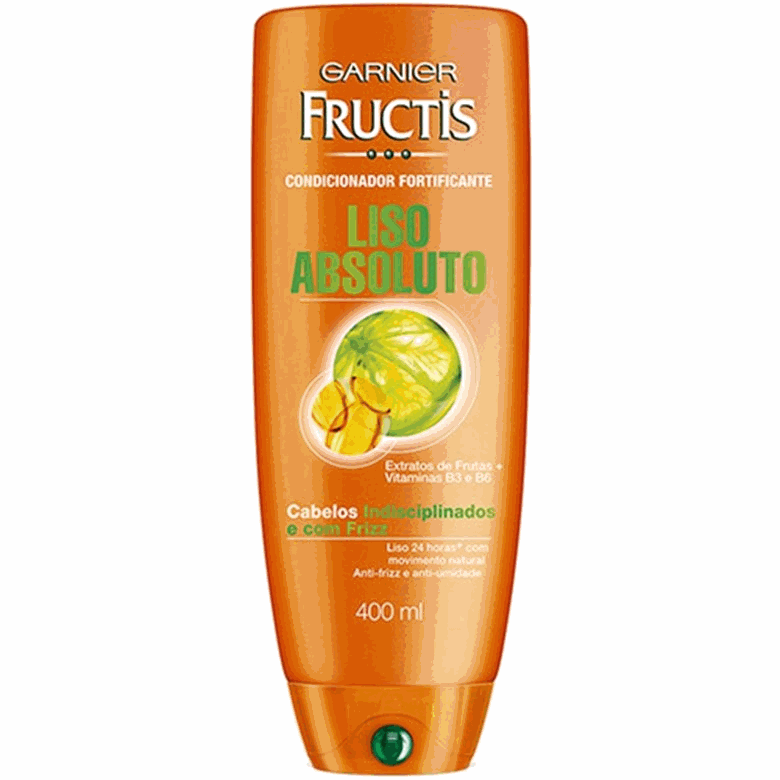 GARNIER
FRUCTIS
CONDICIONADOR FORTIFICANTE
LISO
ABSOLUTO
Extratos de Frutas +
Vitaminas B3 e B6
Cabelos Indisciplinados
e com Frizz
Liso 24 horas* com
movimento natural
Anti-frizz e anti-umidade
400 ml